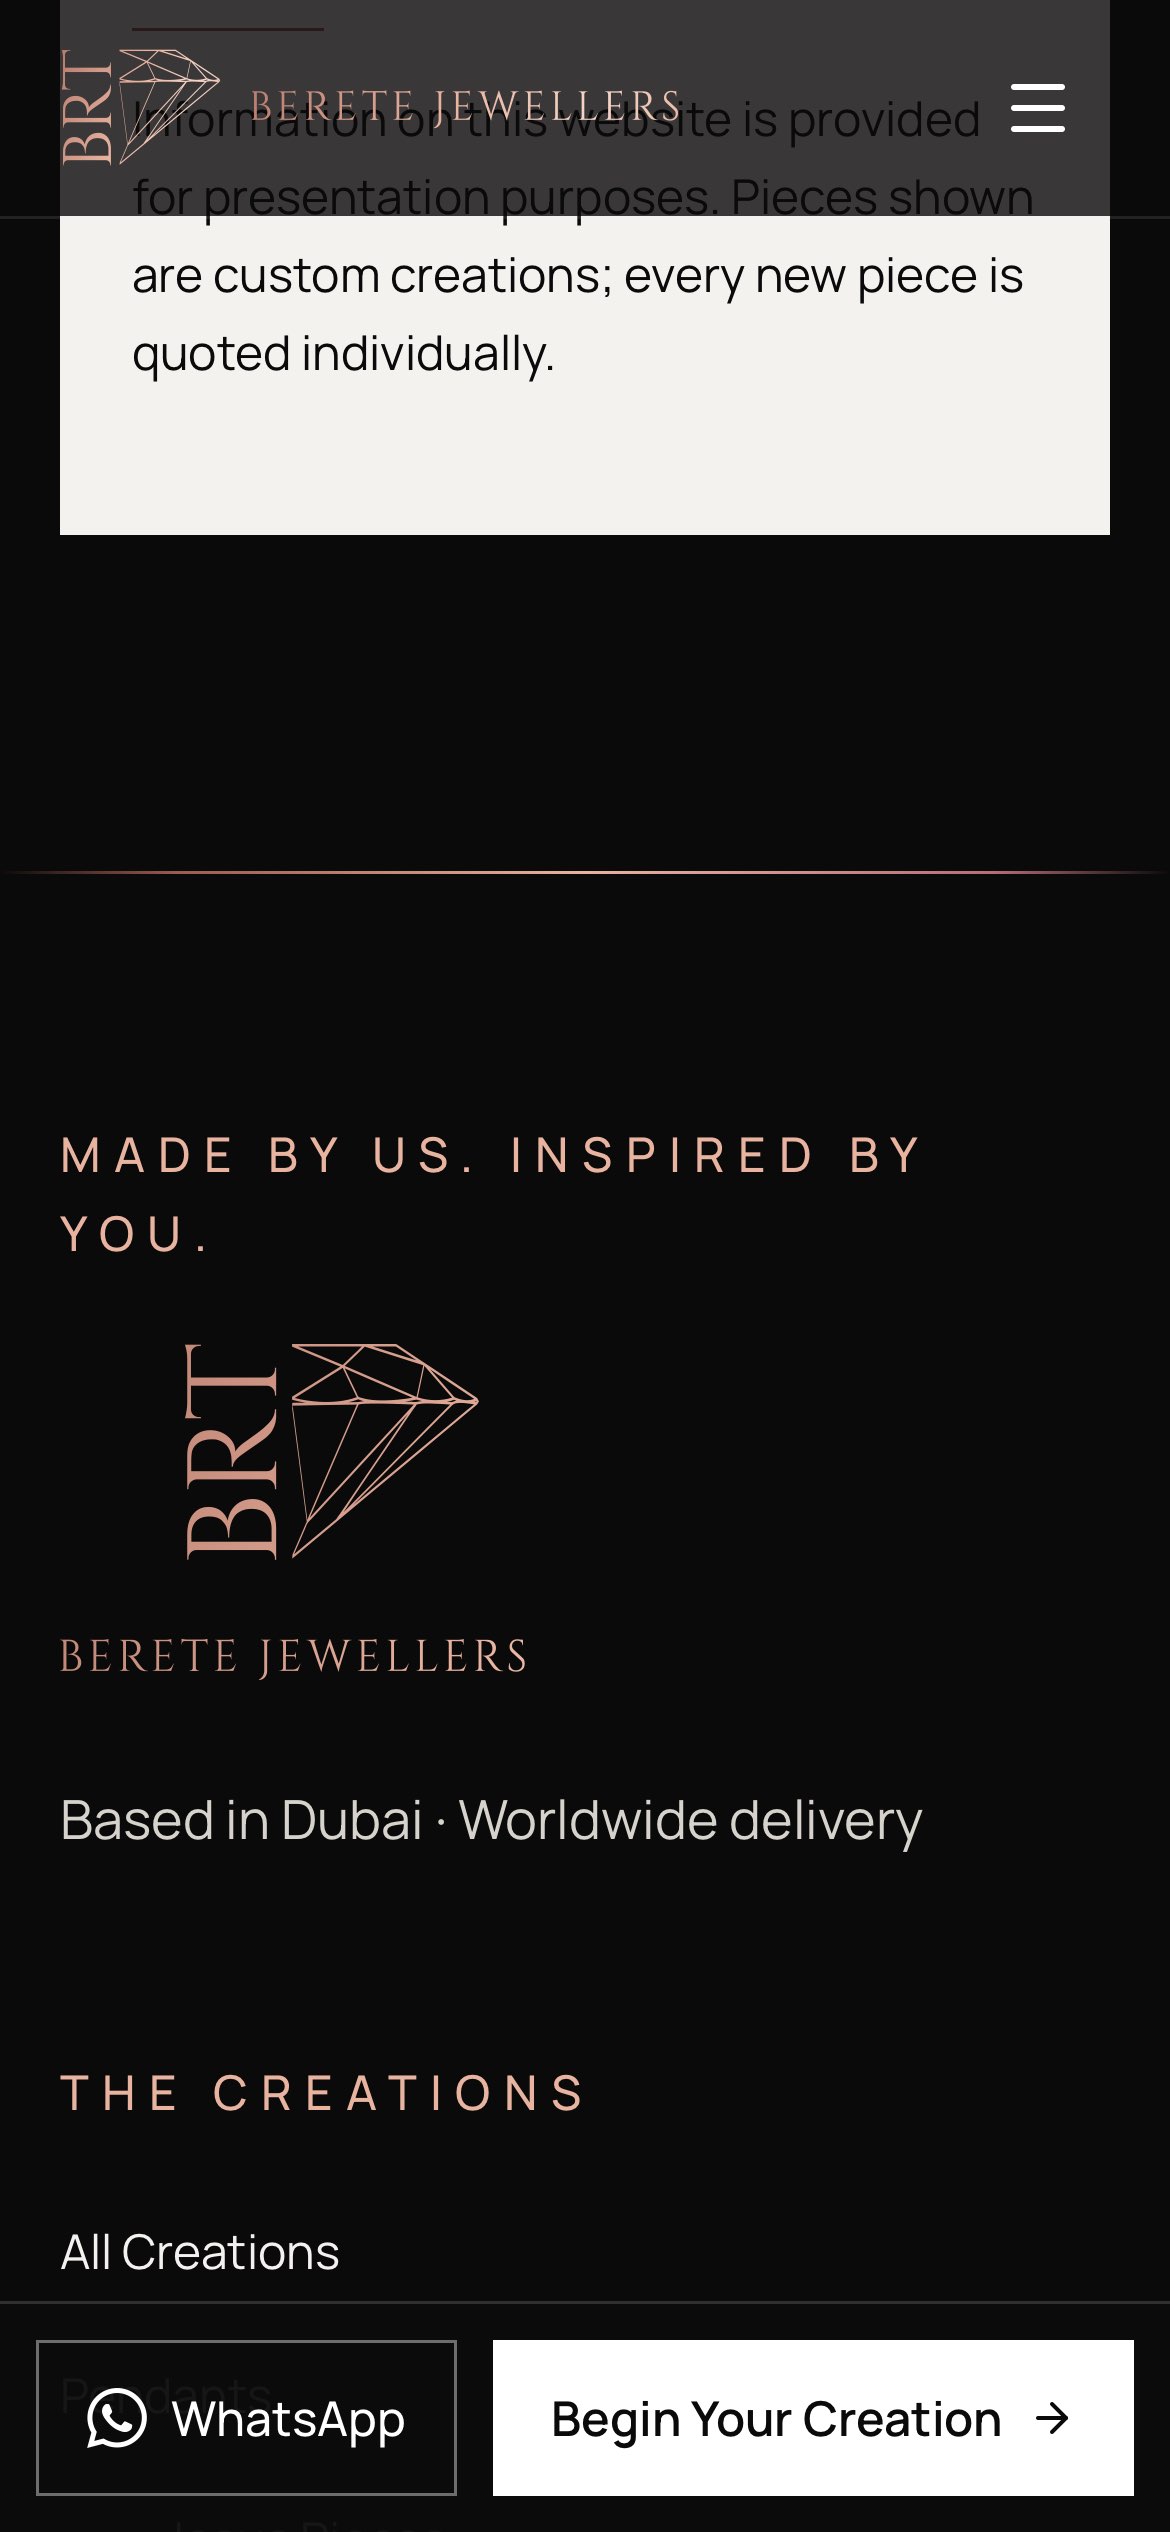 BRT
BERETE JEWELLERS
Information on this website is provided
for presentation purposes. Pieces shown
are custom creations; every new piece is
quoted individually.
MADE BY US. INSPIRED BY
YOU.
BRT
BERETE JEWELLERS
Based in Dubai · Worldwide delivery
THE CREATIONS
All Creations
Pendants
WhatsApp
Begin Your Creation →